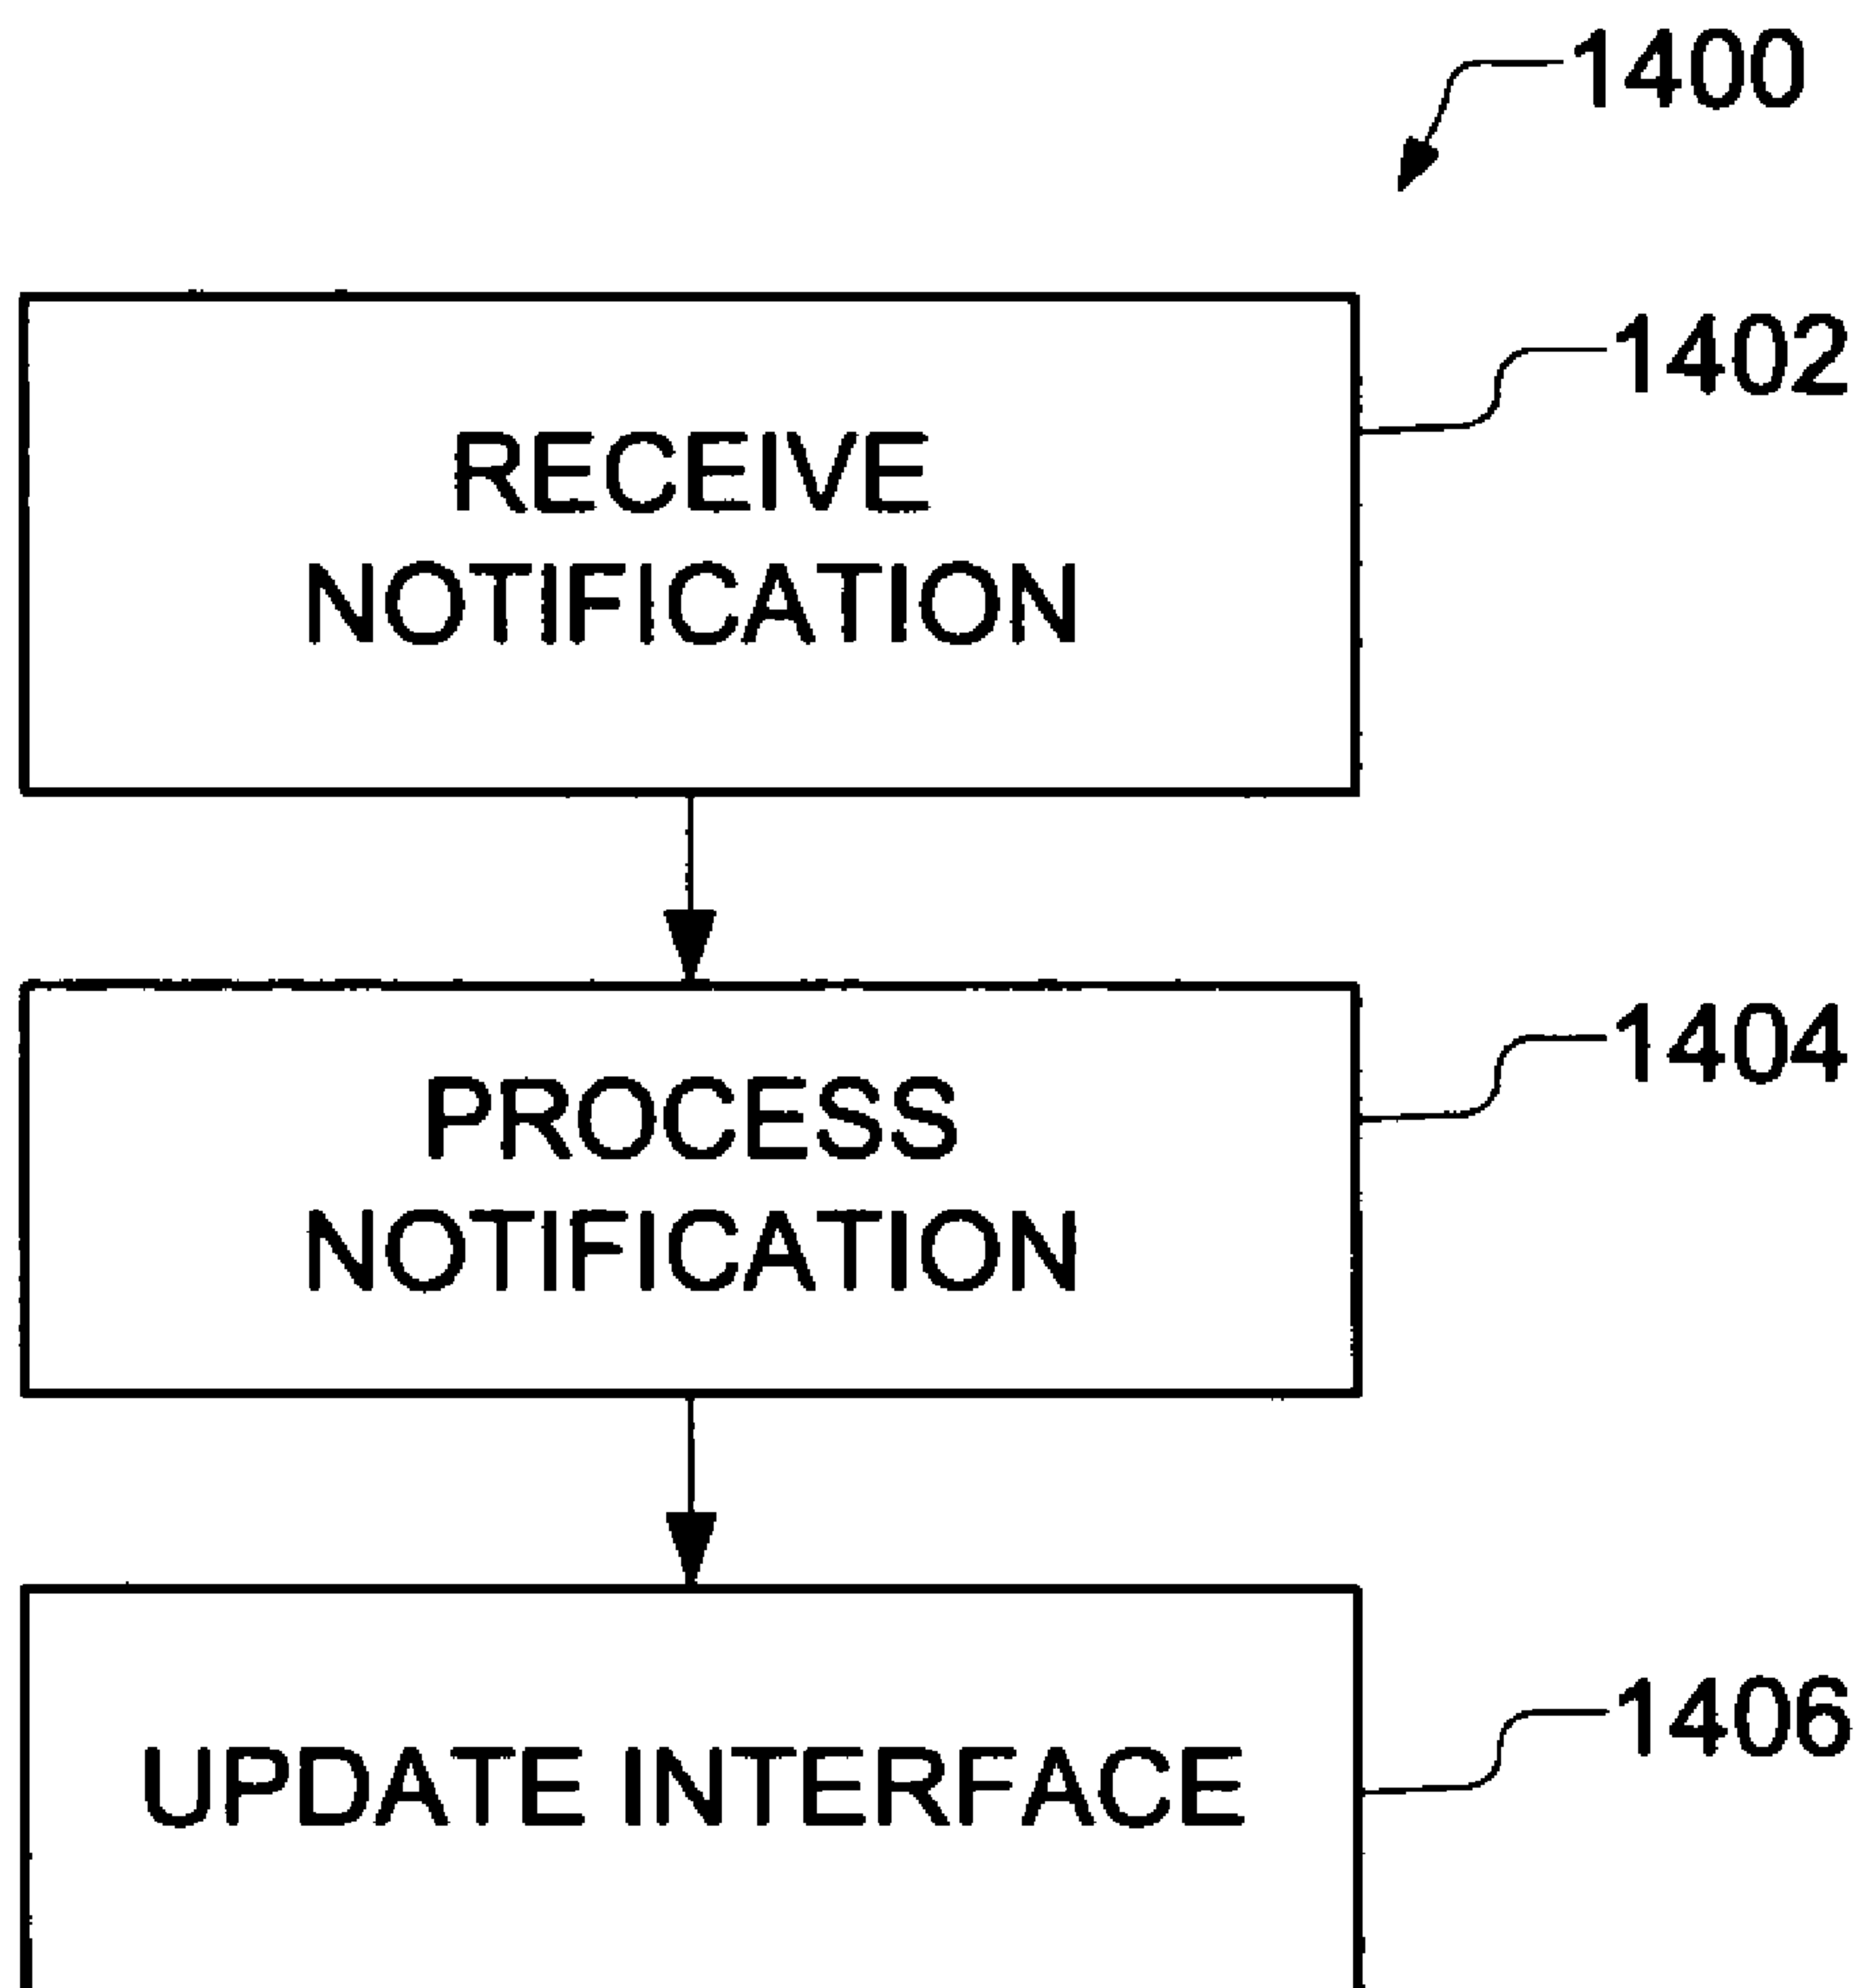 1400
1402
RECEIVE
NOTIFICATION
1404
PROCESS
NOTIFICATION
1406
UPDATE INTERFACE